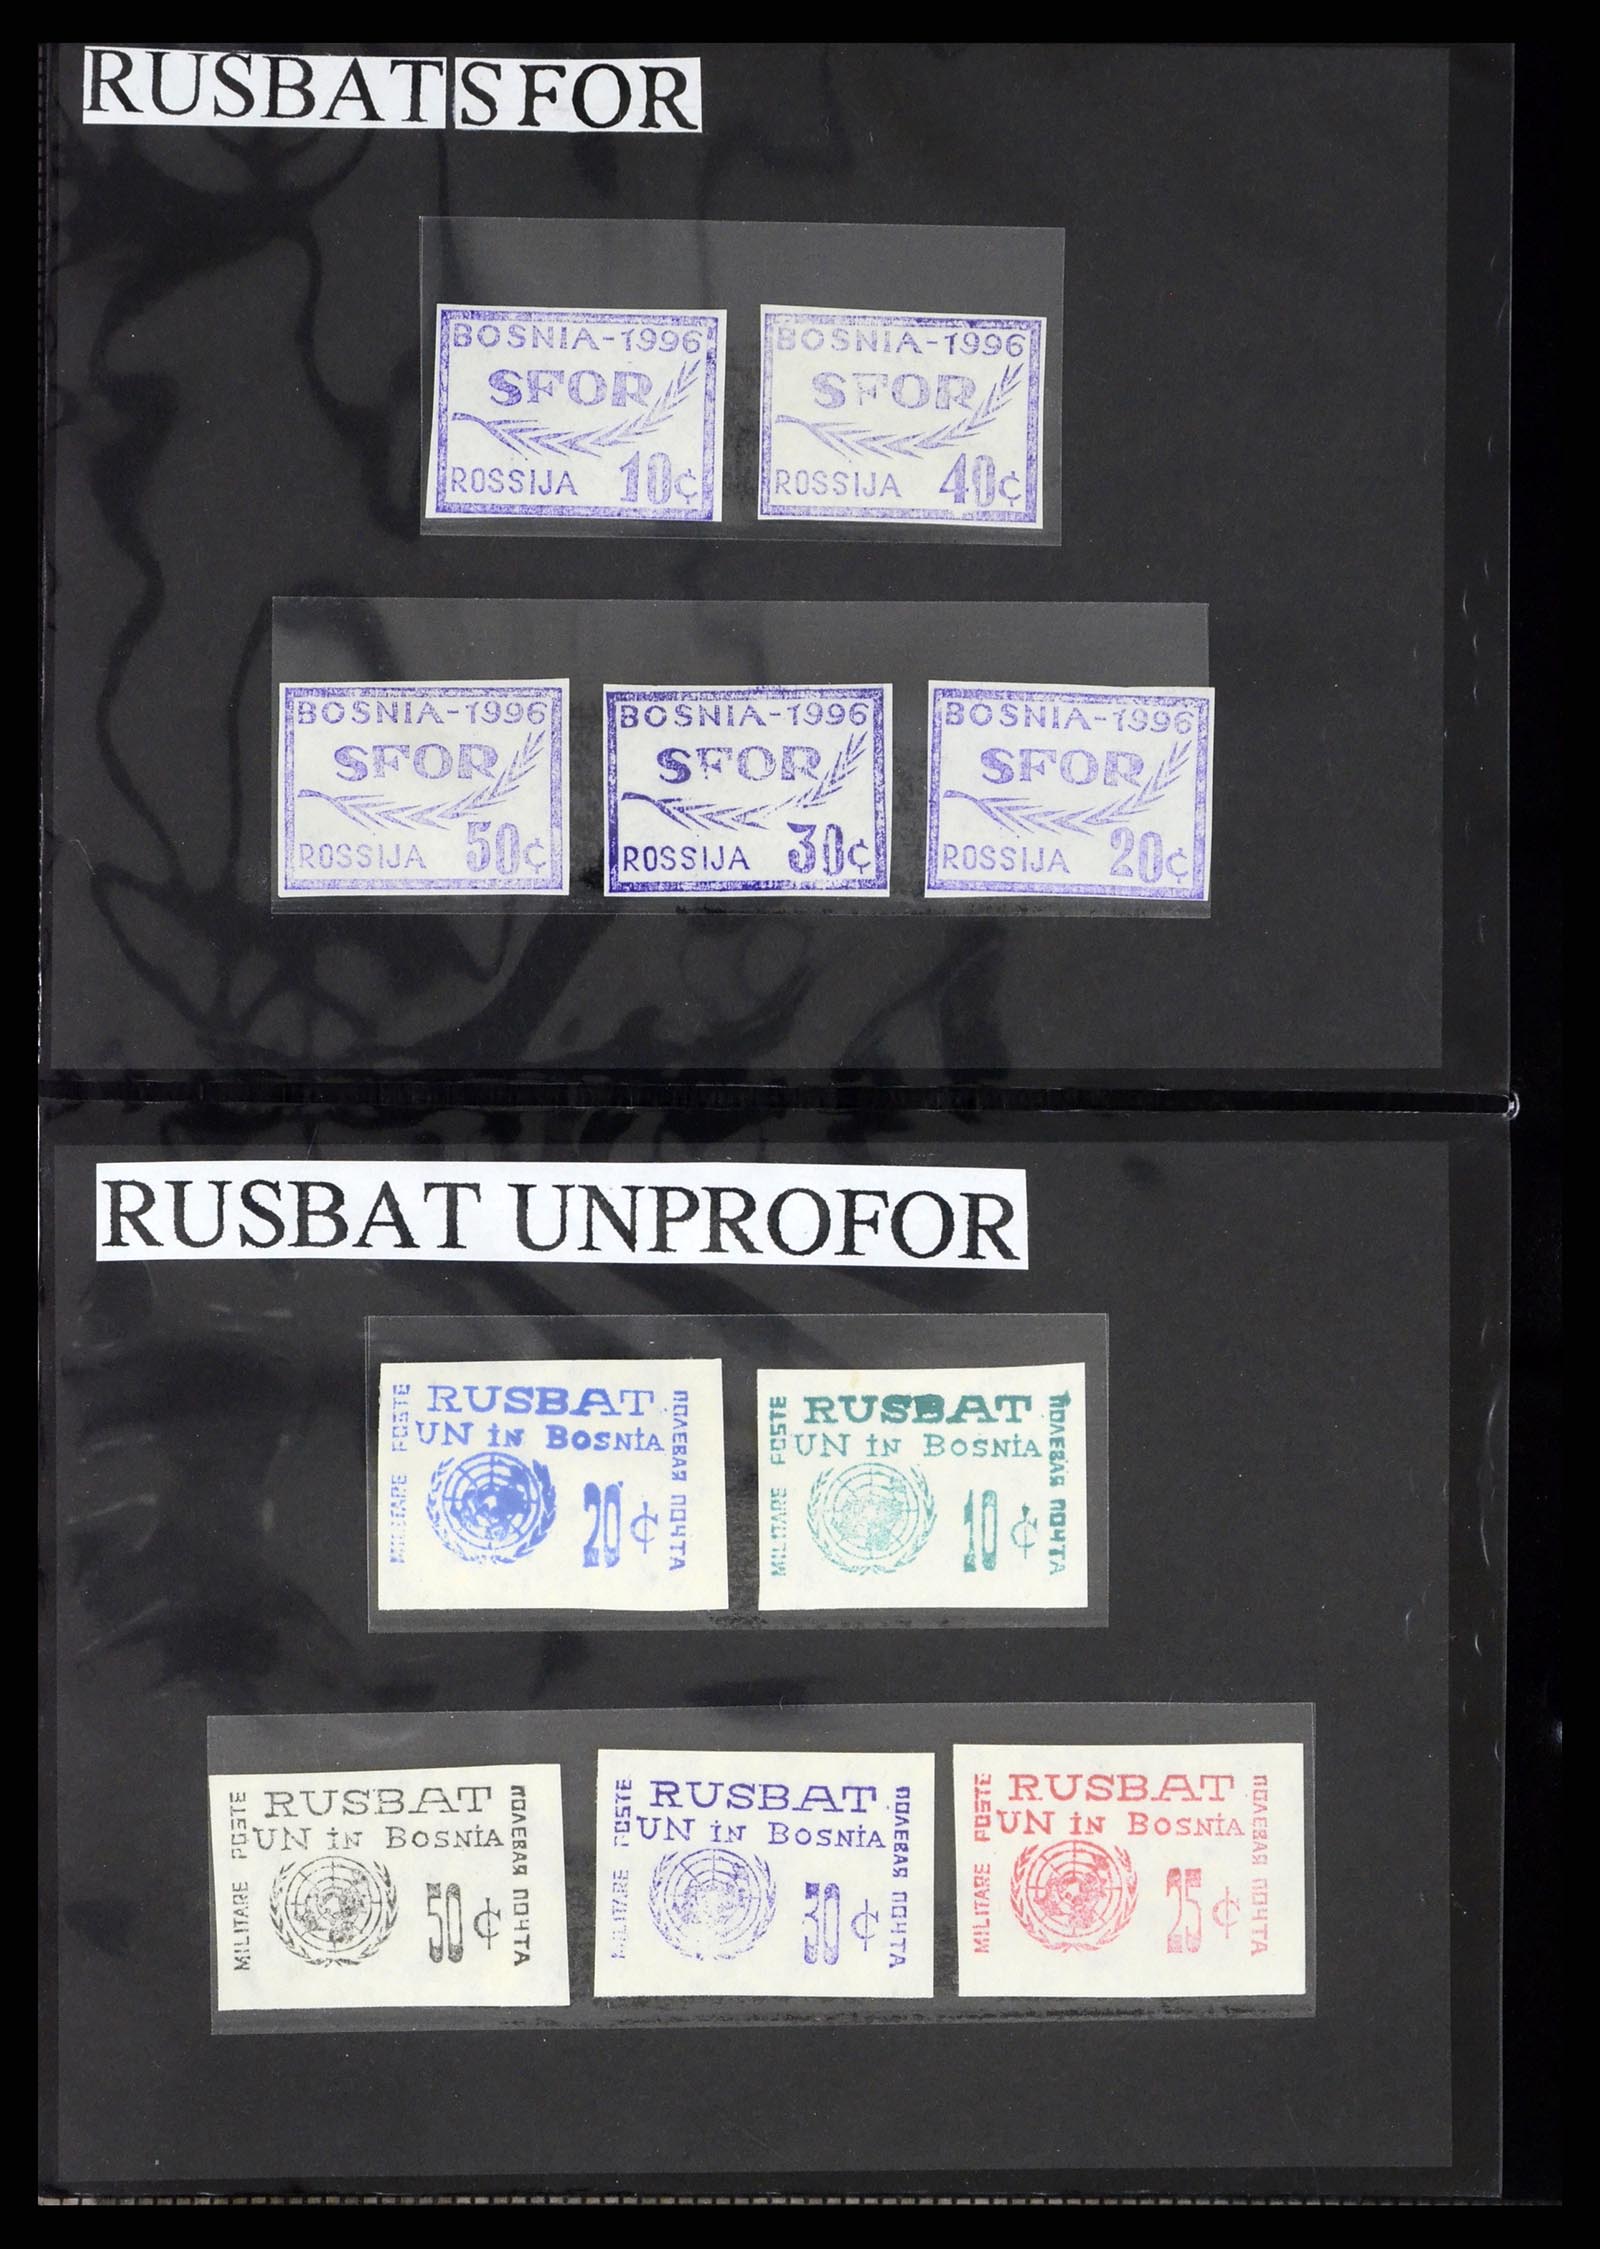 RUSBAT SFOR
BOSNIA-1996
SFOR
ROSSIJA 10¢
BOSNIA-1996
SFOR
ROSSIJA 40¢
BOSNIA-1996
SFOR
ROSSIJA 50¢
BOSNIA-1996
SFOR
ROSSIJA 30¢
BOSNIA-1996
SFOR
ROSSIJA 20¢
RUSBAT UNPROFOR
MILITARE POSTE
RUSBAT
UN iN BOSNiA
20¢
ПОЛЕВАЯ ПОЧТА
MILITARE POSTE
RUSBAT
UN iN BOSNiA
10¢
ПОЛЕВАЯ ПОЧТА
MILITARE POSTE
RUSBAT
UN iN BOSNiA
50¢
ПОЛЕВАЯ ПОЧТА
MILITARE POSTE
RUSBAT
UN iN BOSNiA
30¢
ПОЛЕВАЯ ПОЧТА
MILITARE POSTE
RUSBAT
UN iN BOSNiA
25¢
ПОЛЕВАЯ ПОЧТА